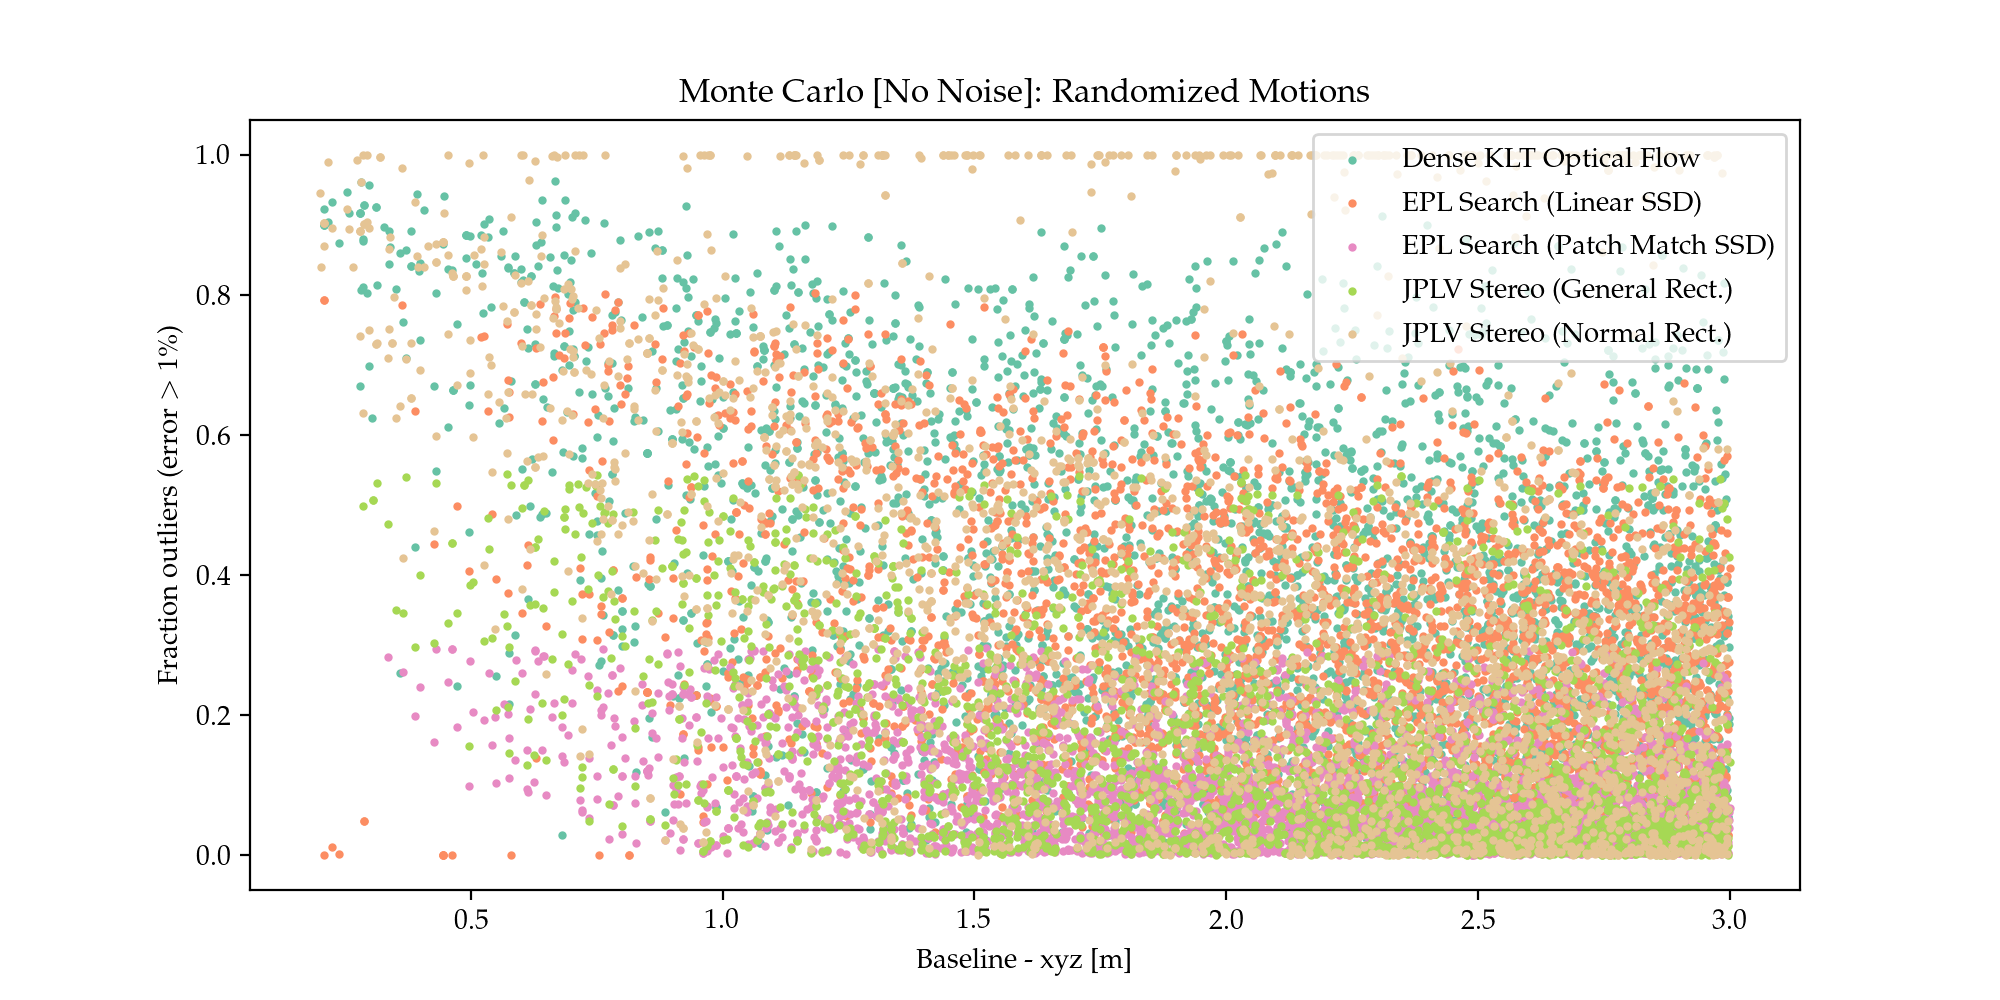 Monte Carlo [No Noise]: Randomized Motions
1.0
0.8
0.6
0.4
0.2
0.0
Fraction outliers (error > 1%)
Dense KLT Optical Flow
EPL Search (Linear SSD)
EPL Search (Patch Match SSD)
JPLV Stereo (General Rect.)
JPLV Stereo (Normal Rect.)
0.5 1.0 1.5 2.0 2.5 3.0
Baseline - xyz [m]